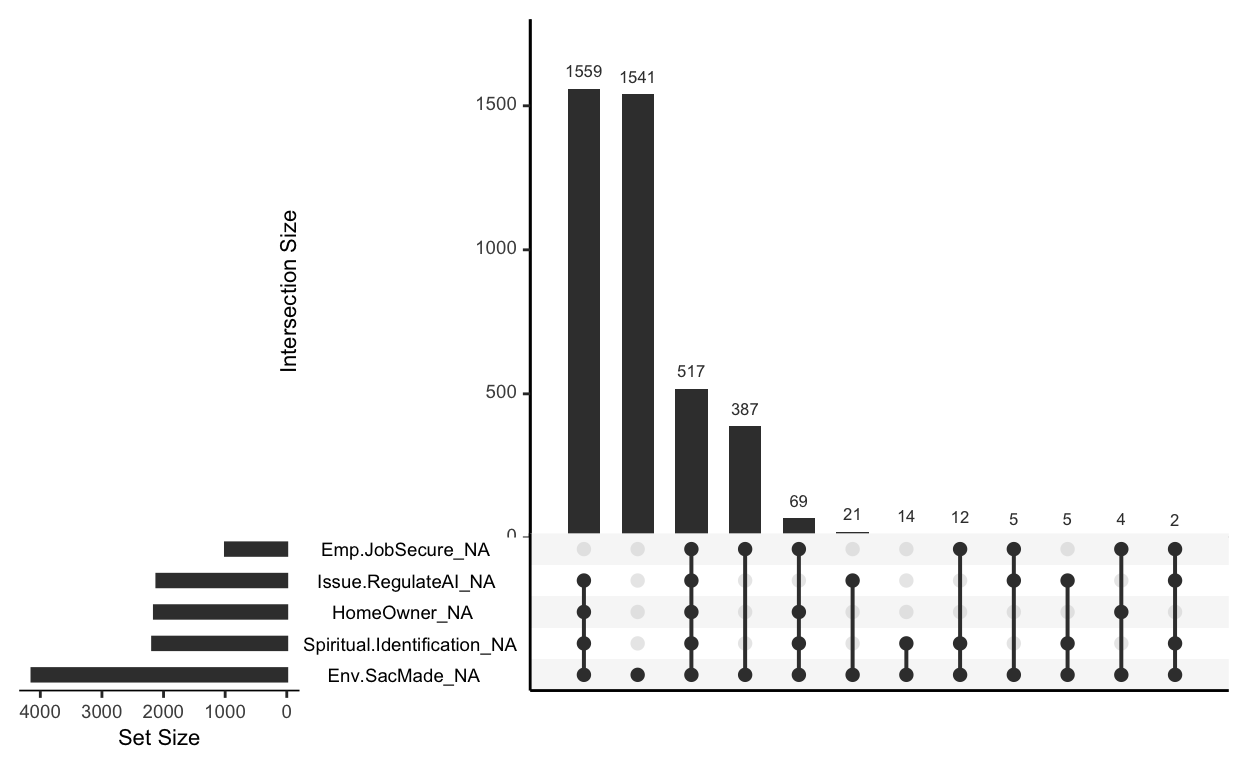 1559
1541
1500
1000
Intersection Size
517
500
387
69
21
14
12
5
5
4
2
0
Emp.JobSecure_NA
Issue.RegulateAI_NA
HomeOwner_NA
Spiritual.Identification_NA
Env.SacMade_NA
4000 3000 2000 1000 0
Set Size